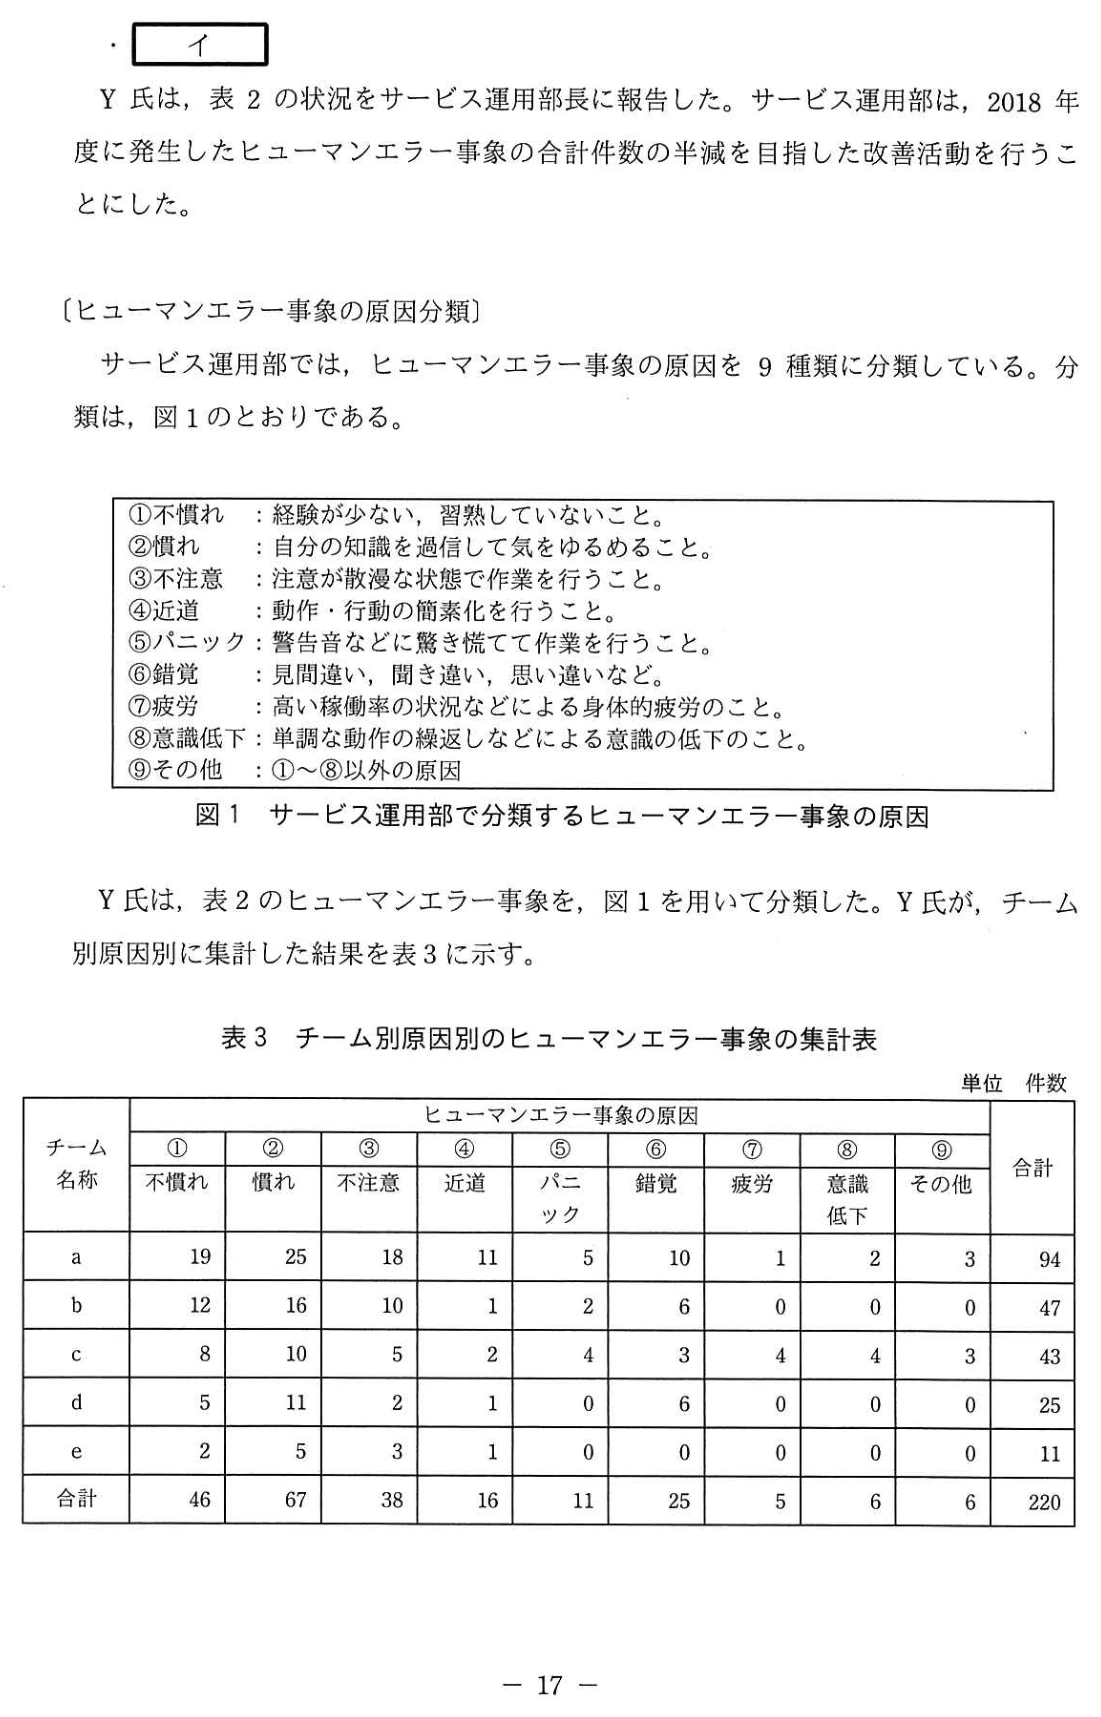 ・ イ
Y 氏は，表 2 の状況をサービス運用部長に報告した。サービス運用部は，2018 年
度に発生したヒューマンエラー事象の合計件数の半減を目指した改善活動を行うこ
とにした。
〔ヒューマンエラー事象の原因分類〕
サービス運用部では，ヒューマンエラー事象の原因を 9 種類に分類している。分
類は，図 1 のとおりである。
①不慣れ ：経験が少ない，習熟していないこと。
②慣れ ：自分の知識を過信して気をゆるめること。
③不注意 ：注意が散漫な状態で作業を行うこと。
④近道 ：動作・行動の簡素化を行うこと。
⑤パニック：警告音などに驚き慌てて作業を行うこと。
⑥錯覚 ：見間違い，聞き違い，思い違いなど。
⑦疲労 ：高い稼働率の状況などによる身体的疲労のこと。
⑧意識低下：単調な動作の繰返しなどによる意識の低下のこと。
⑨その他 ：①～⑧以外の原因
図 1 サービス運用部で分類するヒューマンエラー事象の原因
Y 氏は，表 2 のヒューマンエラー事象を，図 1 を用いて分類した。Y 氏が，チーム
別原因別に集計した結果を表 3 に示す。
表 3 チーム別原因別のヒューマンエラー事象の集計表
単位 件数
チーム名称 ヒューマンエラー事象の原因 合計
① ② ③ ④ ⑤ ⑥ ⑦ ⑧ ⑨
不慣れ 慣れ 不注意 近道 パニック 錯覚 疲労 意識低下 その他
a 19 25 18 11 5 10 1 2 3 94
b 12 16 10 1 2 6 0 0 0 47
c 8 10 5 2 4 3 4 4 3 43
d 5 11 2 1 0 6 0 0 0 25
e 2 5 3 1 0 0 0 0 0 11
合計 46 67 38 16 11 25 5 6 6 220
－ 17 －